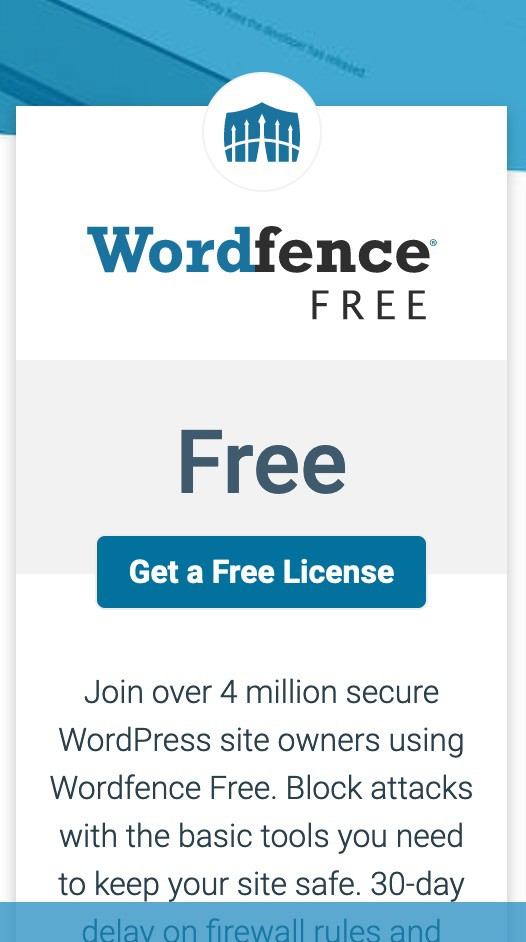 security fixes the developer has released.
Wordfence®
FREE
Free
Get a Free License
Join over 4 million secure
WordPress site owners using
Wordfence Free. Block attacks
with the basic tools you need
to keep your site safe. 30-day
delay on firewall rules and